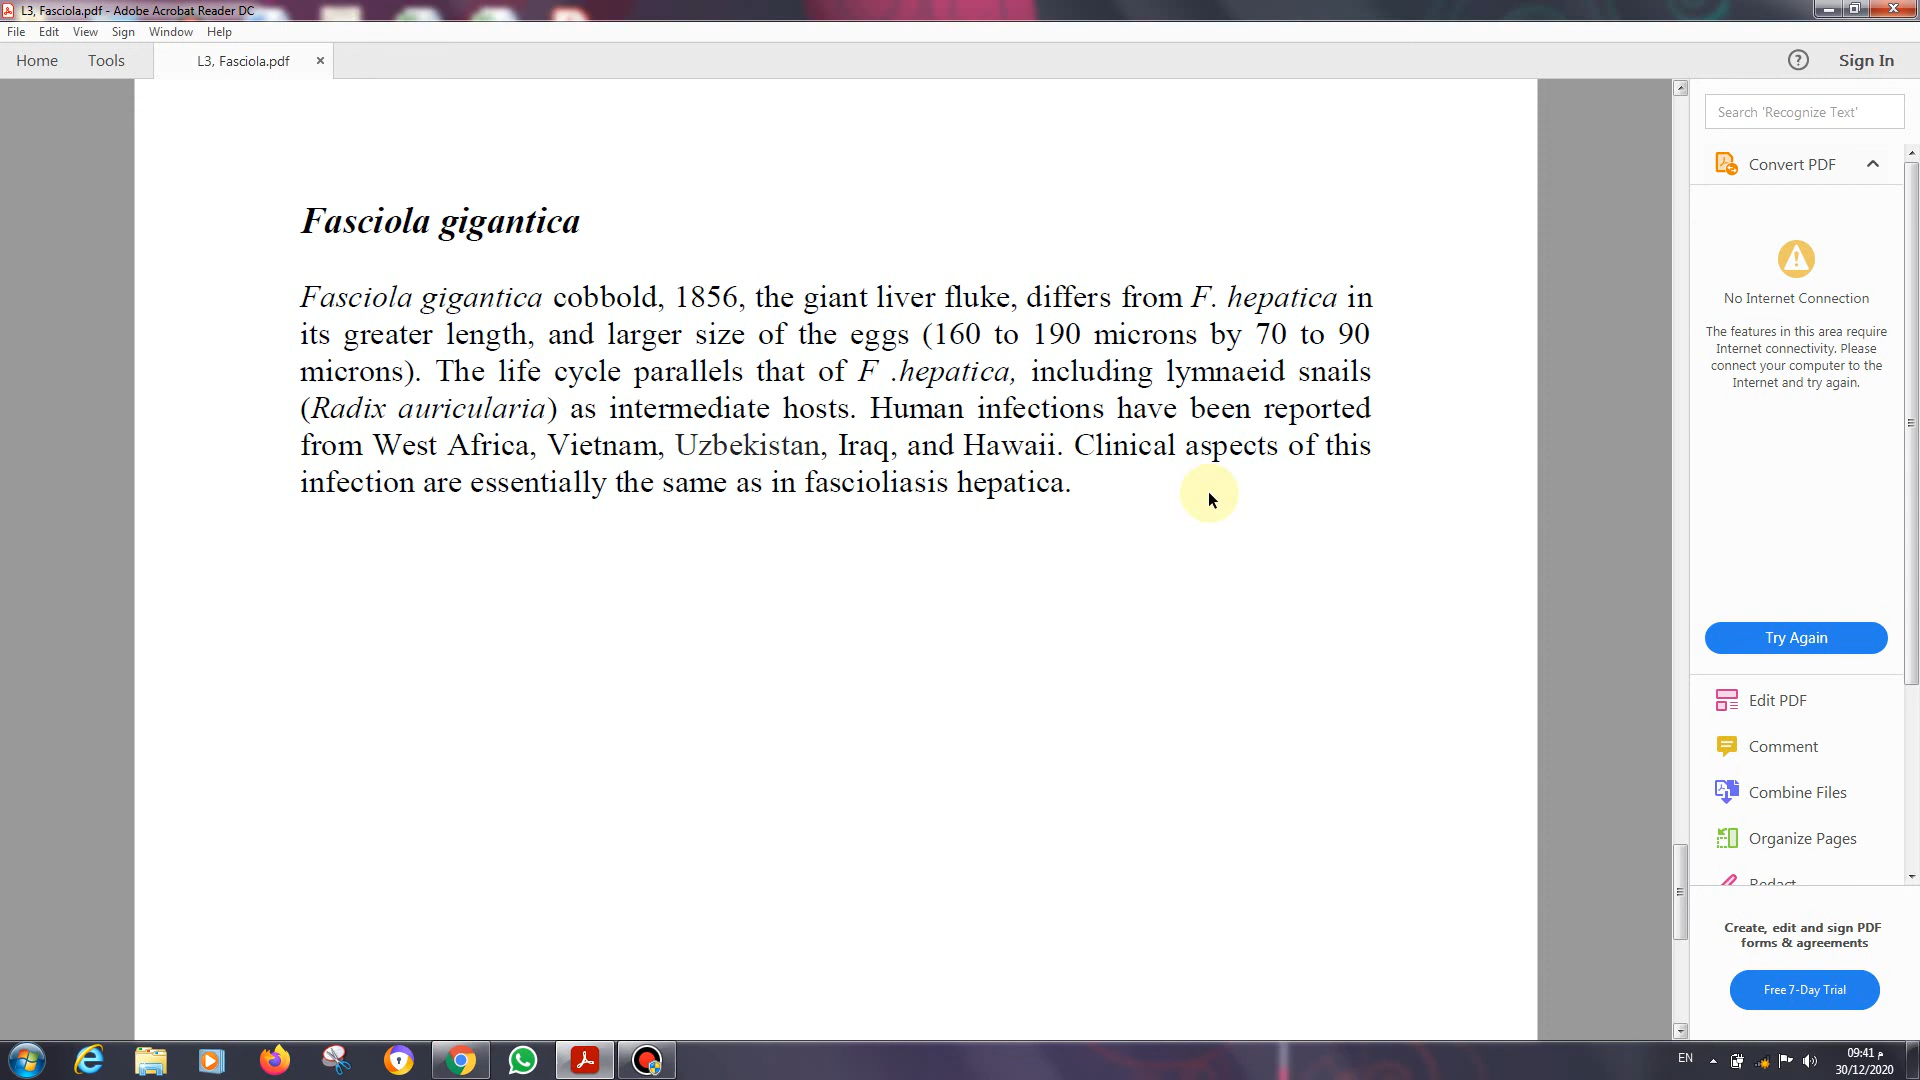 L3, Fasciola.pdf - Adobe Acrobat Reader DC
File Edit View Sign Window Help
Home Tools L3, Fasciola.pdf × ? Sign In
Search 'Recognize Text'
Convert PDF
Fasciola gigantica
Fasciola gigantica cobbold, 1856, the giant liver fluke, differs from F. hepatica in
its greater length, and larger size of the eggs (160 to 190 microns by 70 to 90
microns). The life cycle parallels that of F .hepatica, including lymnaeid snails
(Radix auricularia) as intermediate hosts. Human infections have been reported
from West Africa, Vietnam, Uzbekistan, Iraq, and Hawaii. Clinical aspects of this
infection are essentially the same as in fascioliasis hepatica.
No Internet Connection
The features in this area require
Internet connectivity. Please
connect your computer to the
Internet and try again.
Try Again
Edit PDF
Comment
Combine Files
Organize Pages
Redact
Create, edit and sign PDF
forms & agreements
Free 7-Day Trial
EN
09:41 م
30/12/2020